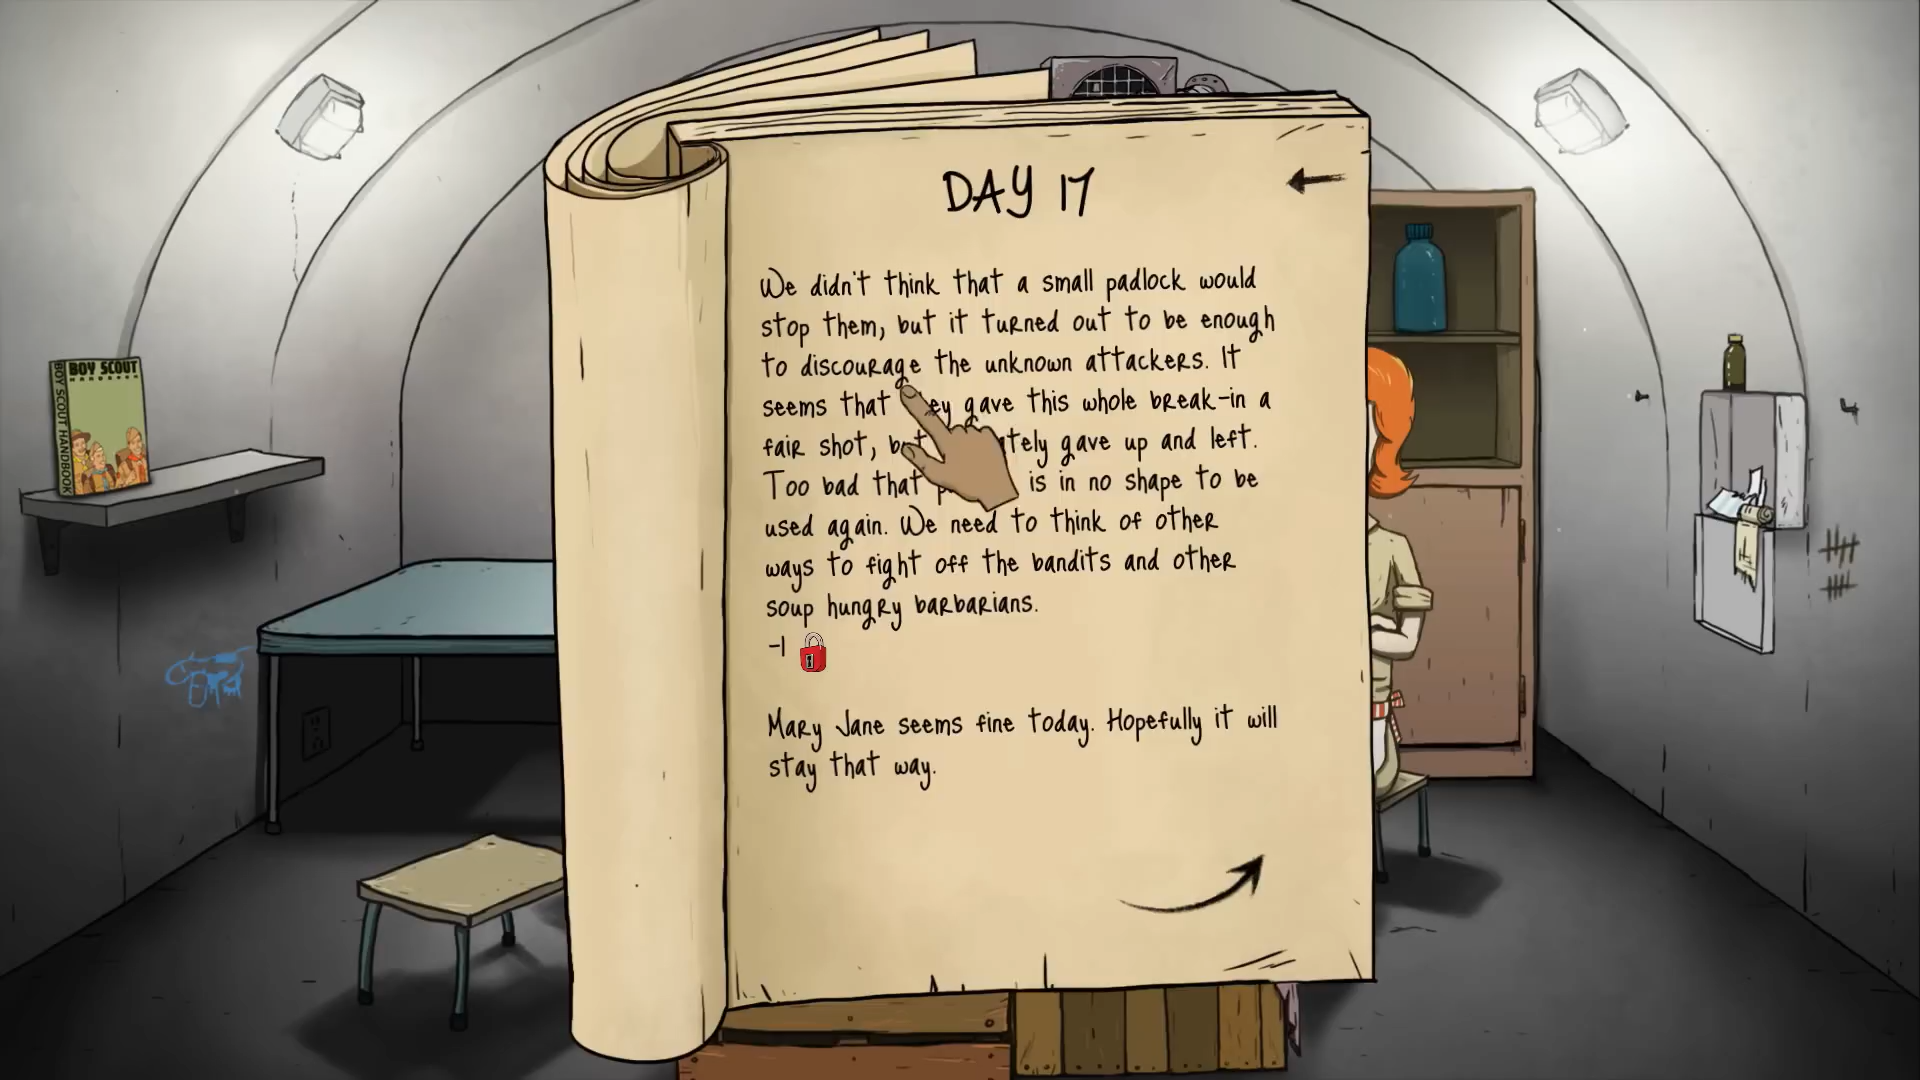 DAY 17
We didn't think that a small padlock would
stop them, but it turned out to be enough
to discourage the unknown attackers. It
seems that ey gave this whole break-in a
fair shot, b tely gave up and left.
Too bad that p is in no shape to be
used again. We need to think of other
ways to fight off the bandits and other
soup hungry barbarians.
-1
Mary Jane seems fine today. Hopefully it will
stay that way.
BOY SCOUT
HANDBOOK
BOY SCOUT HANDBOOK